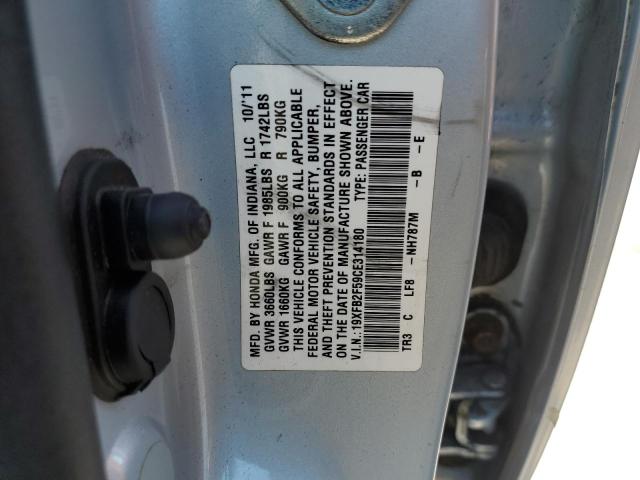 MFD. BY HONDA MFG. OF INDIANA, LLC 10/'11
GVWR 3660LBS GAWR F 1985LBS R 1742LBS
GVWR 1660KG GAWR F 900KG R 790KG
THIS VEHICLE CONFORMS TO ALL APPLICABLE
FEDERAL MOTOR VEHICLE SAFETY, BUMPER,
AND THEFT PREVENTION STANDARDS IN EFFECT
ON THE DATE OF MANUFACTURE SHOWN ABOVE.
V.I.N.: 19XFB2F59CE314180 TYPE: PASSENGER CAR
TR3 C LF8 -NH787M -B -E